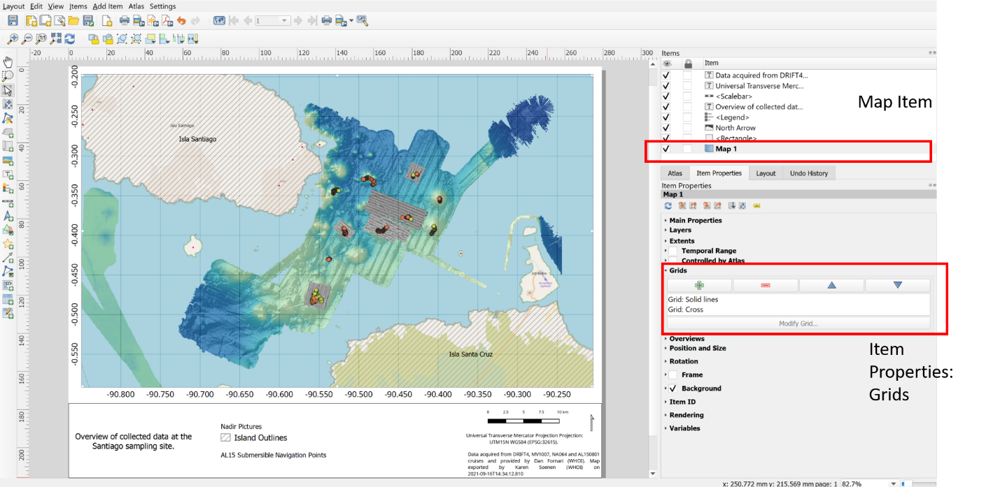 Layout Edit View Items Add Item Atlas Settings
1
-20 0 20 40 60 80 100 120 140 160 180 200 220 240 260 280 300
0
20
40
60
80
100
120
140
160
180
200
-0.200
-0.250
-0.300
-0.350
-0.400
-0.450
-0.500
-0.550
Isla Santiago
Isla Santiago
Isla Santa Cruz
-90.800 -90.750 -90.700 -90.650 -90.600 -90.550 -90.500 -90.450 -90.400 -90.350 -90.300 -90.250
Overview of collected data at the
Santiago sampling site.
Nadir Pictures
Island Outlines
AL15 Submersible Navigation Points
0 2.5 5 7.5 10 km
Universal Transverse Mercator Projection Projection:
UTM15N WGS84 (EPSG:32615).
Data acquired from DRIFT4, MV1007, NA064 and AL150801
cruises and provided by Dan Fornari (WHOI). Map
exported by Karen Soenen (WHOI) on
2021-09-16T14:34:12.810
Items
Item
Data acquired from DRIFT4...
Universal Transverse Merc...
<Scalebar>
Overview of collected dat...
<Legend>
North Arrow
<Rectangle>
Map 1
Map Item
Atlas Item Properties Layout Undo History
Item Properties
Map 1
Main Properties
Layers
Extents
Temporal Range
Controlled by Atlas
Grids
Grid: Solid lines
Grid: Cross
Modify Grid...
Overviews
Position and Size
Rotation
Frame
Background
Item ID
Rendering
Variables
Item
Properties:
Grids
x: 250.772 mm y: 215.569 mm page: 1 82.7%